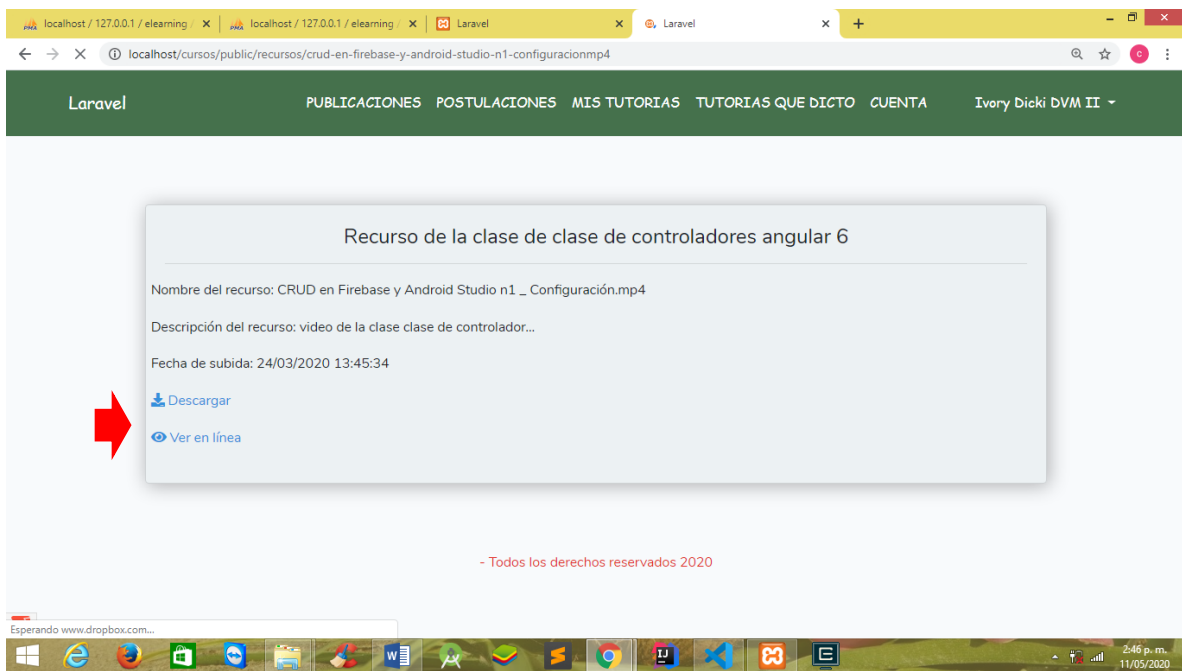 localhost / 127.0.0.1 / elearning /
localhost / 127.0.0.1 / elearning /
Laravel
Laravel
localhost/cursos/public/recursos/crud-en-firebase-y-android-studio-n1-configuracionmp4
c
Laravel PUBLICACIONES POSTULACIONES MIS TUTORIAS TUTORIAS QUE DICTO CUENTA Ivory Dicki DVM II
Recurso de la clase de clase de controladores angular 6
Nombre del recurso: CRUD en Firebase y Android Studio n1 _ Configuración.mp4
Descripción del recurso: video de la clase clase de controlador...
Fecha de subida: 24/03/2020 13:45:34
Descargar
Ver en línea
- Todos los derechos reservados 2020
Esperando www.dropbox.com...
2:46 p. m.
11/05/2020